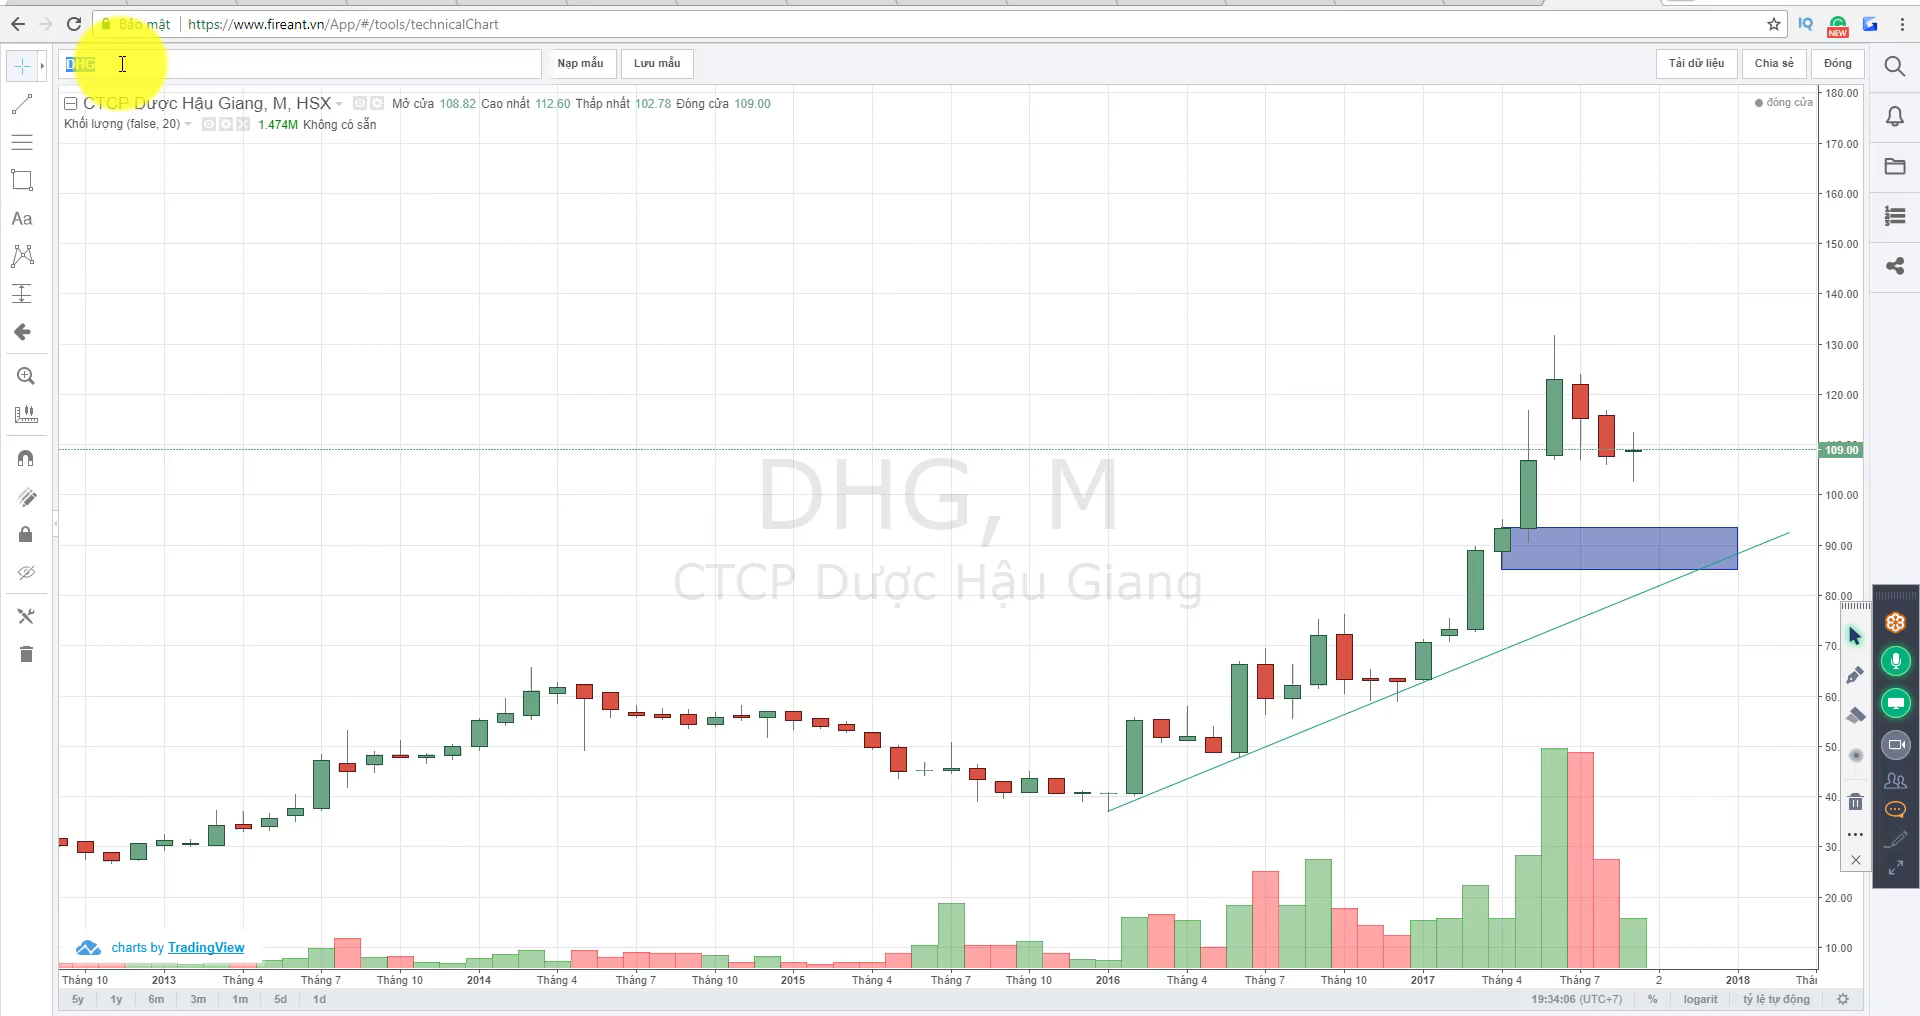 Bảo mật https://www.fireant.vn/App/#/tools/technicalChart
NEW
DHG Nạp mẫu Lưu mẫu Tải dữ liệu Chia sẻ Đóng
CTCP Dược Hậu Giang, M, HSX Mở cửa 108.82 Cao nhất 112.60 Thấp nhất 102.78 Đóng cửa 109.00
đóng cửa
Khối lượng (false, 20) 1.474M Không có sẵn
Aa
180.00
170.00
160.00
150.00
140.00
130.00
120.00
109.00
100.00
90.00
80.00
70.
60.
50.
40.
30.
20.00
10.00
DHG, M
CTCP Dược Hậu Giang
charts by TradingView
Tháng 10 2013 Tháng 4 Tháng 7 Tháng 10 2014 Tháng 4 Tháng 7 Tháng 10 2015 Tháng 4 Tháng 7 Tháng 10 2016 Tháng 4 Tháng 7 Tháng 10 2017 Tháng 4 Tháng 7 2 2018
5y 1y 6m 3m 1m 5d 1d 19:34:06 (UTC+7) % logarit tỷ lệ tự động